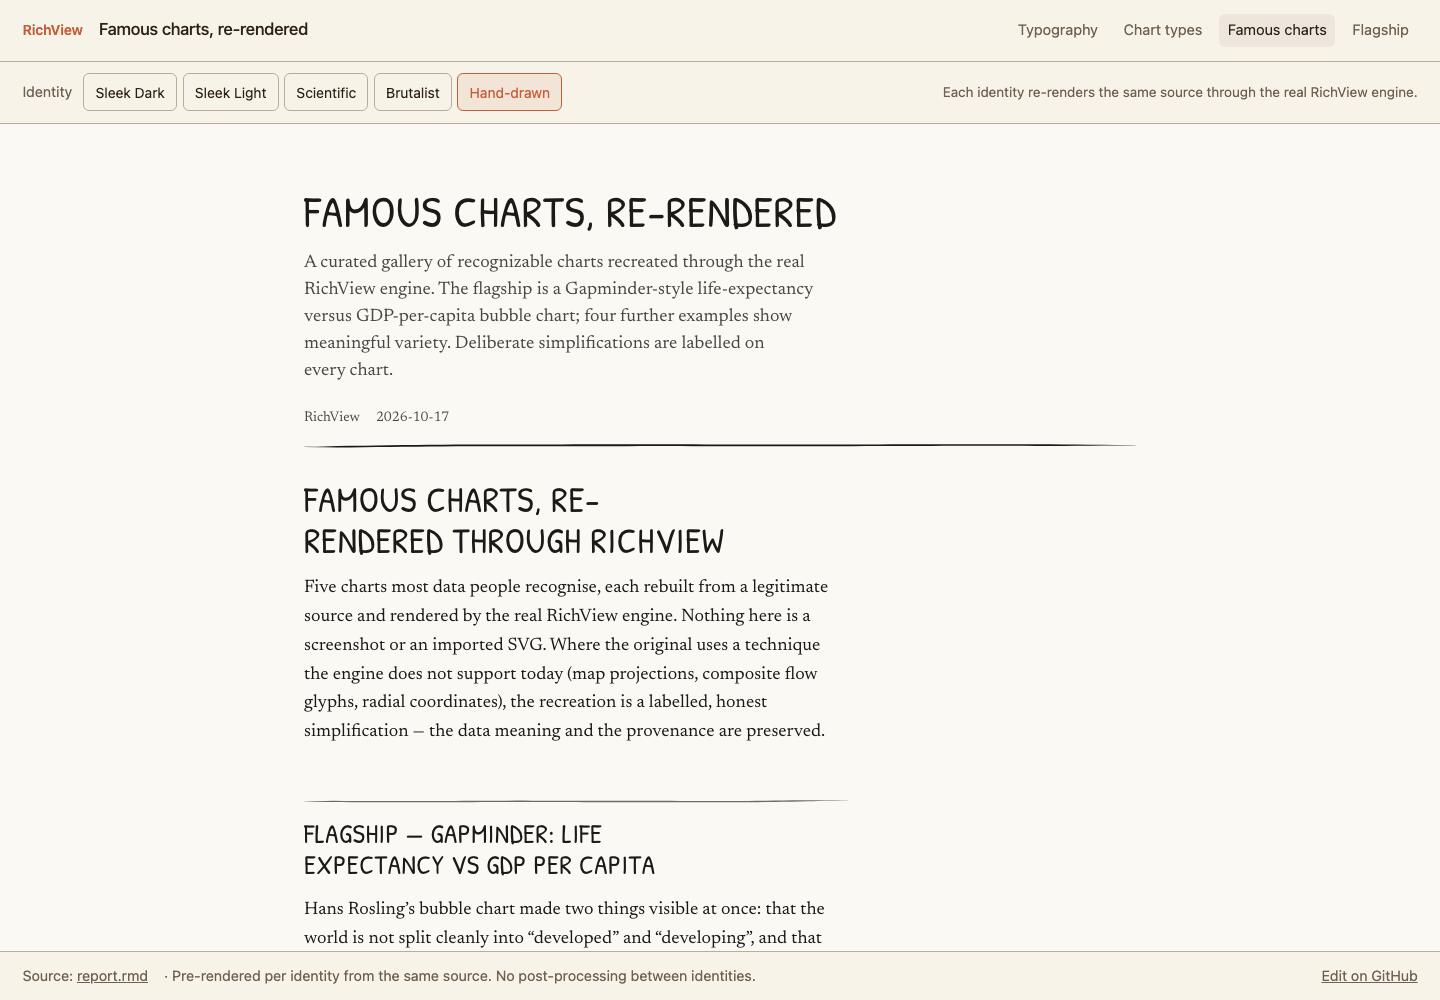 RichView Famous charts, re-rendered Typography Chart types Famous charts Flagship
Identity Sleek Dark Sleek Light Scientific Brutalist Hand-drawn Each identity re-renders the same source through the real RichView engine.
FAMOUS CHARTS, RE-RENDERED
A curated gallery of recognizable charts recreated through the real
RichView engine. The flagship is a Gapminder-style life-expectancy
versus GDP-per-capita bubble chart; four further examples show
meaningful variety. Deliberate simplifications are labelled on
every chart.
RichView 2026-10-17
FAMOUS CHARTS, RE-
RENDERED THROUGH RICHVIEW
Five charts most data people recognise, each rebuilt from a legitimate
source and rendered by the real RichView engine. Nothing here is a
screenshot or an imported SVG. Where the original uses a technique
the engine does not support today (map projections, composite flow
glyphs, radial coordinates), the recreation is a labelled, honest
simplification — the data meaning and the provenance are preserved.
FLAGSHIP — GAPMINDER: LIFE
EXPECTANCY VS GDP PER CAPITA
Hans Rosling’s bubble chart made two things visible at once: that the
world is not split cleanly into “developed” and “developing”, and that
Source: report.rmd · Pre-rendered per identity from the same source. No post-processing between identities. Edit on GitHub